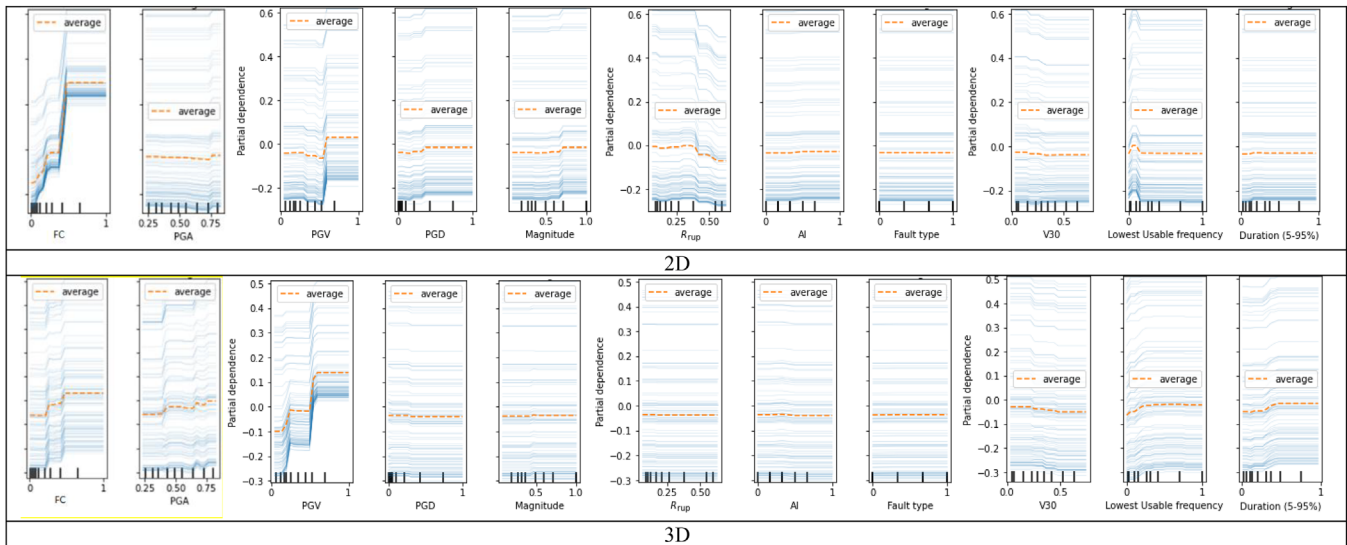 average
average
average
average
average
average
average
average
average
average
average
Partial dependence
0.6
0.4
0.2
0.0
−0.2
Partial dependence
0.6
0.4
0.2
0.0
−0.2
Partial dependence
0.6
0.4
0.2
0.0
−0.2
0 1
0.25 0.50 0.75
0 1
0 1
0.5 1.0
0.25 0.50
0 1
0 1
0.0 0.5
0 1
0 1
FC
PGA
PGV
PGD
Magnitude
Rrup
AI
Fault type
V30
Lowest Usable frequency
Duration (5-95%)
2D
average
average
average
average
average
average
average
average
average
average
average
Partial dependence
0.5
0.4
0.3
0.2
0.1
0.0
−0.1
−0.2
−0.3
Partial dependence
0.5
0.4
0.3
0.2
0.1
0.0
−0.1
−0.2
−0.3
Partial dependence
0.5
0.4
0.3
0.2
0.1
0.0
−0.1
−0.2
−0.3
0 1
0.25 0.50 0.75
0 1
0 1
0.5 1.0
0.25 0.50
0 1
0 1
0.0 0.5
0 1
0 1
FC
PGA
PGV
PGD
Magnitude
Rrup
AI
Fault type
V30
Lowest Usable frequency
Duration (5-95%)
3D